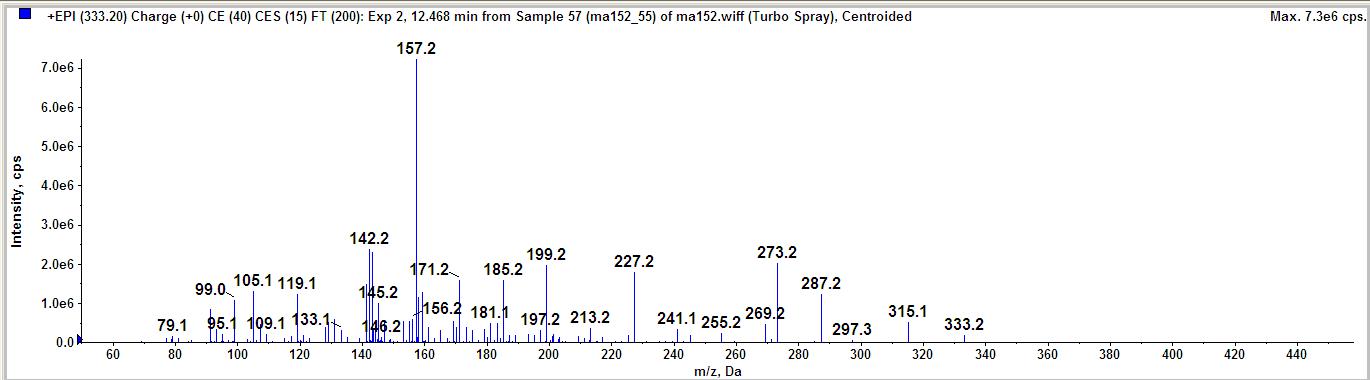 +EPI (333.20) Charge (+0) CE (40) CES (15) FT (200): Exp 2, 12.468 min from Sample 57 (ma152_55) of ma152.wiff (Turbo Spray), Centroided Max. 7.3e6 cps.
157.2
7.0e6
6.0e6
5.0e6
4.0e6
3.0e6
2.0e6
1.0e6
0.0
Intensity, cps
142.2
273.2
199.2
227.2
171.2
185.2
99.0
105.1
119.1
145.2
287.2
156.2
181.1
79.1
95.1
109.1
133.1
146.2
197.2
213.2
241.1
255.2
269.2
297.3
315.1
333.2
60 80 100 120 140 160 180 200 220 240 260 280 300 320 340 360 380 400 420 440
m/z, Da